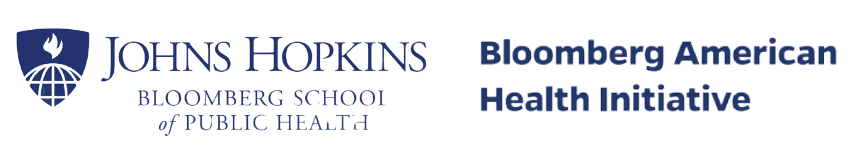 JOHNS HOPKINS
BLOOMBERG SCHOOL
of PUBLIC HEALTH
Bloomberg American
Health Initiative